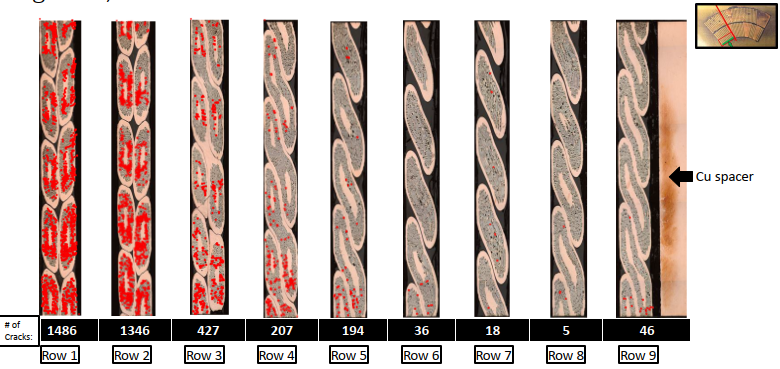 Cu spacer
# of
Cracks:
1486 1346 427 207 194 36 18 5 46
Row 1 Row 2 Row 3 Row 4 Row 5 Row 6 Row 7 Row 8 Row 9